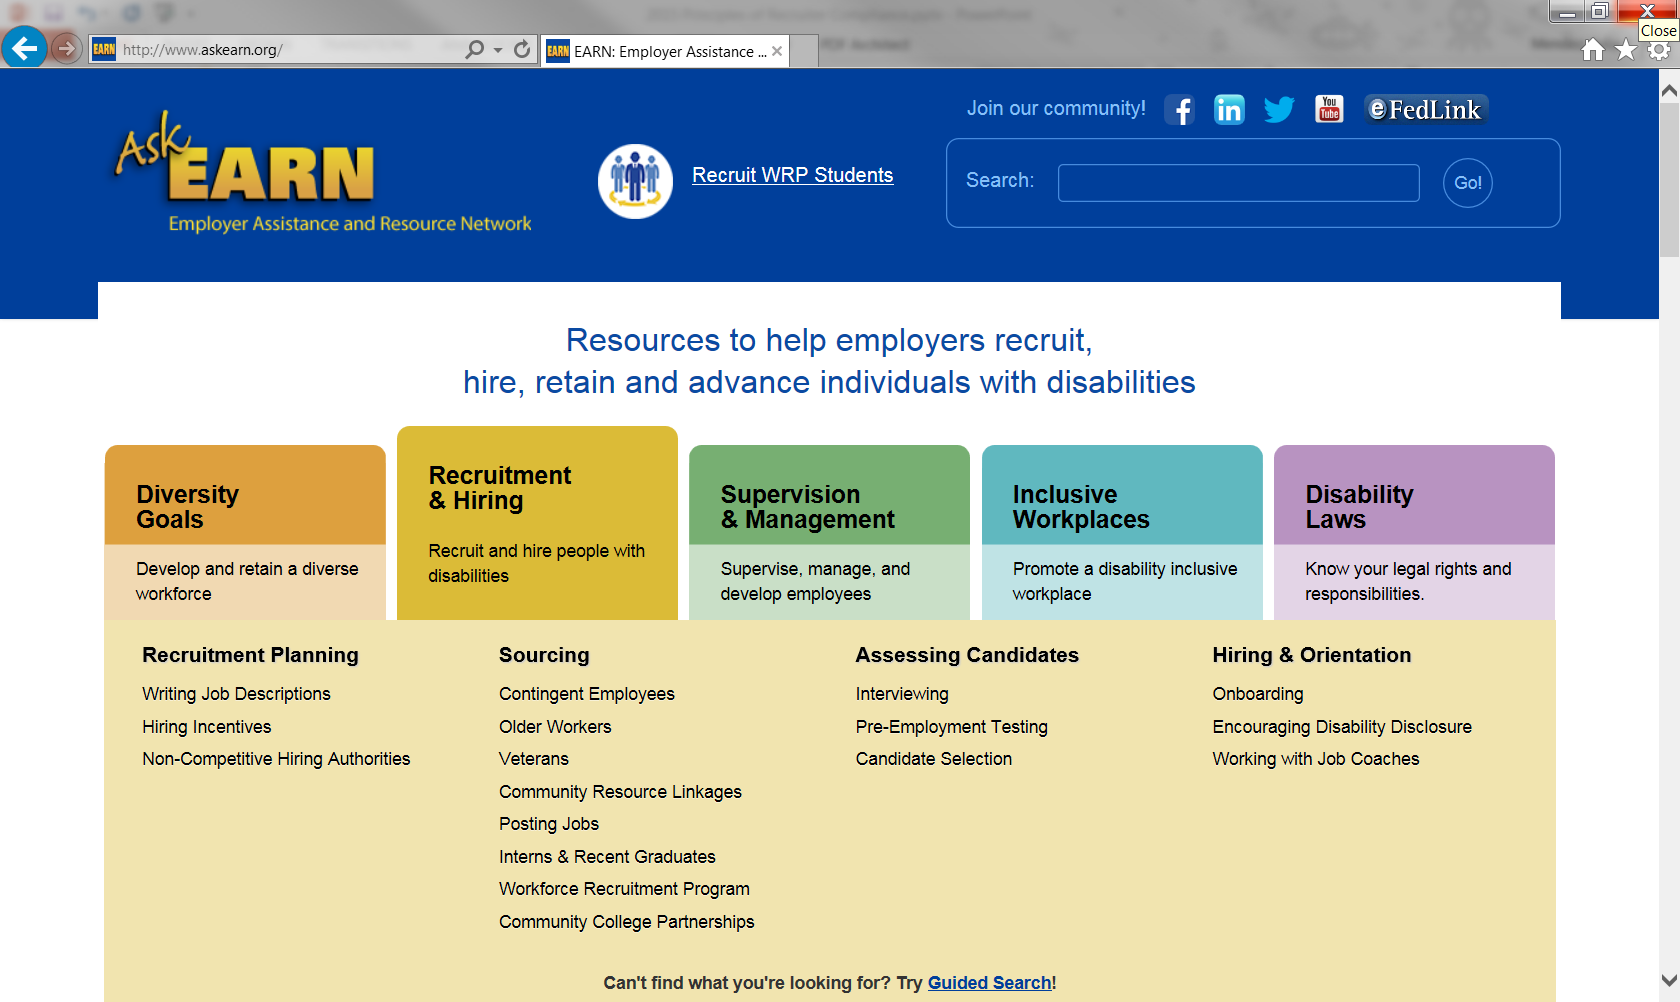 Close
http://www.askearn.org/
EARN
EARN
EARN: Employer Assistance ...
Join our community!
f
in
You
Tube
eFedLink
Ask
EARN
Employer Assistance and Resource Network
Recruit WRP Students
Search:
Go!
Resources to help employers recruit,
hire, retain and advance individuals with disabilities
Diversity
Goals
Develop and retain a diverse
workforce
Recruitment
& Hiring
Recruit and hire people with
disabilities
Supervision
& Management
Supervise, manage, and
develop employees
Inclusive
Workplaces
Promote a disability inclusive
workplace
Disability
Laws
Know your legal rights and
responsibilities.
Recruitment Planning
Writing Job Descriptions
Hiring Incentives
Non-Competitive Hiring Authorities
Sourcing
Contingent Employees
Older Workers
Veterans
Community Resource Linkages
Posting Jobs
Interns & Recent Graduates
Workforce Recruitment Program
Community College Partnerships
Assessing Candidates
Interviewing
Pre-Employment Testing
Candidate Selection
Hiring & Orientation
Onboarding
Encouraging Disability Disclosure
Working with Job Coaches
Can't find what you're looking for? Try Guided Search!